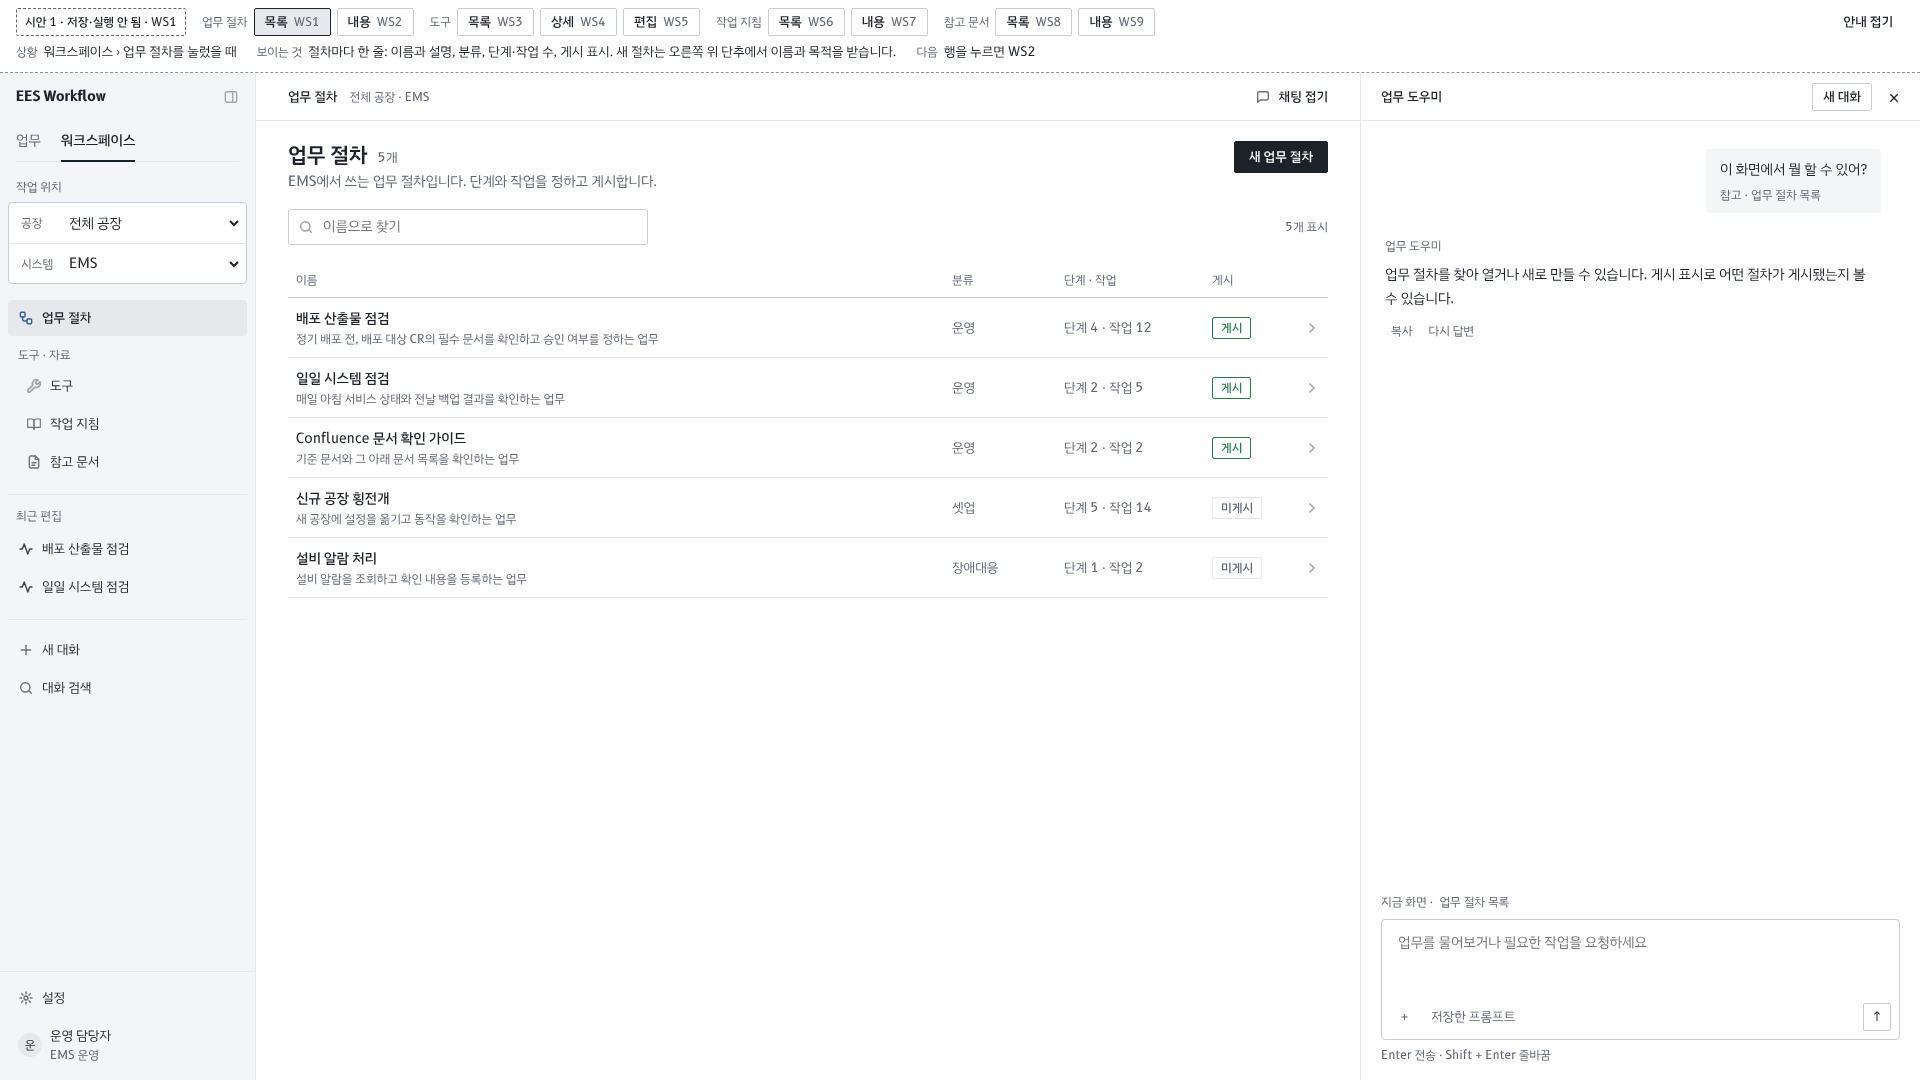 시안 1 · 저장·실행 안 됨 · WS1 업무 절차 목록 WS1 내용 WS2 도구 목록 WS3 상세 WS4 편집 WS5 작업 지침 목록 WS6 내용 WS7 참고 문서 목록 WS8 내용 WS9 안내 접기
상황 워크스페이스 › 업무 절차를 눌렀을 때 보이는 것 절차마다 한 줄: 이름과 설명, 분류, 단계·작업 수, 게시 표시. 새 절차는 오른쪽 위 단추에서 이름과 목적을 받습니다. 다음 행을 누르면 WS2
EES Workflow
업무 워크스페이스
작업 위치
공장 전체 공장
시스템 EMS
업무 절차
도구 · 자료
도구
작업 지침
참고 문서
최근 편집
배포 산출물 점검
일일 시스템 점검
새 대화
대화 검색
설정
운 운영 담당자
EMS 운영
업무 절차 전체 공장 · EMS 채팅 접기
업무 절차 5개 새 업무 절차
EMS에서 쓰는 업무 절차입니다. 단계와 작업을 정하고 게시합니다.
이름으로 찾기 5개 표시
이름 분류 단계 · 작업 게시
배포 산출물 점검 운영 단계 4 · 작업 12 게시
정기 배포 전, 배포 대상 CR의 필수 문서를 확인하고 승인 여부를 정하는 업무
일일 시스템 점검 운영 단계 2 · 작업 5 게시
매일 아침 서비스 상태와 전날 백업 결과를 확인하는 업무
Confluence 문서 확인 가이드 운영 단계 2 · 작업 2 게시
기준 문서와 그 아래 문서 목록을 확인하는 업무
신규 공장 횡전개 셋업 단계 5 · 작업 14 미게시
새 공장에 설정을 옮기고 동작을 확인하는 업무
설비 알람 처리 장애대응 단계 1 · 작업 2 미게시
설비 알람을 조회하고 확인 내용을 등록하는 업무
업무 도우미 새 대화 ×
이 화면에서 뭘 할 수 있어?
참고 · 업무 절차 목록
업무 도우미
업무 절차를 찾아 열거나 새로 만들 수 있습니다. 게시 표시로 어떤 절차가 게시됐는지 볼
수 있습니다.
복사 다시 답변
지금 화면 · 업무 절차 목록
업무를 물어보거나 필요한 작업을 요청하세요
+ 저장한 프롬프트 ↑
Enter 전송 · Shift + Enter 줄바꿈